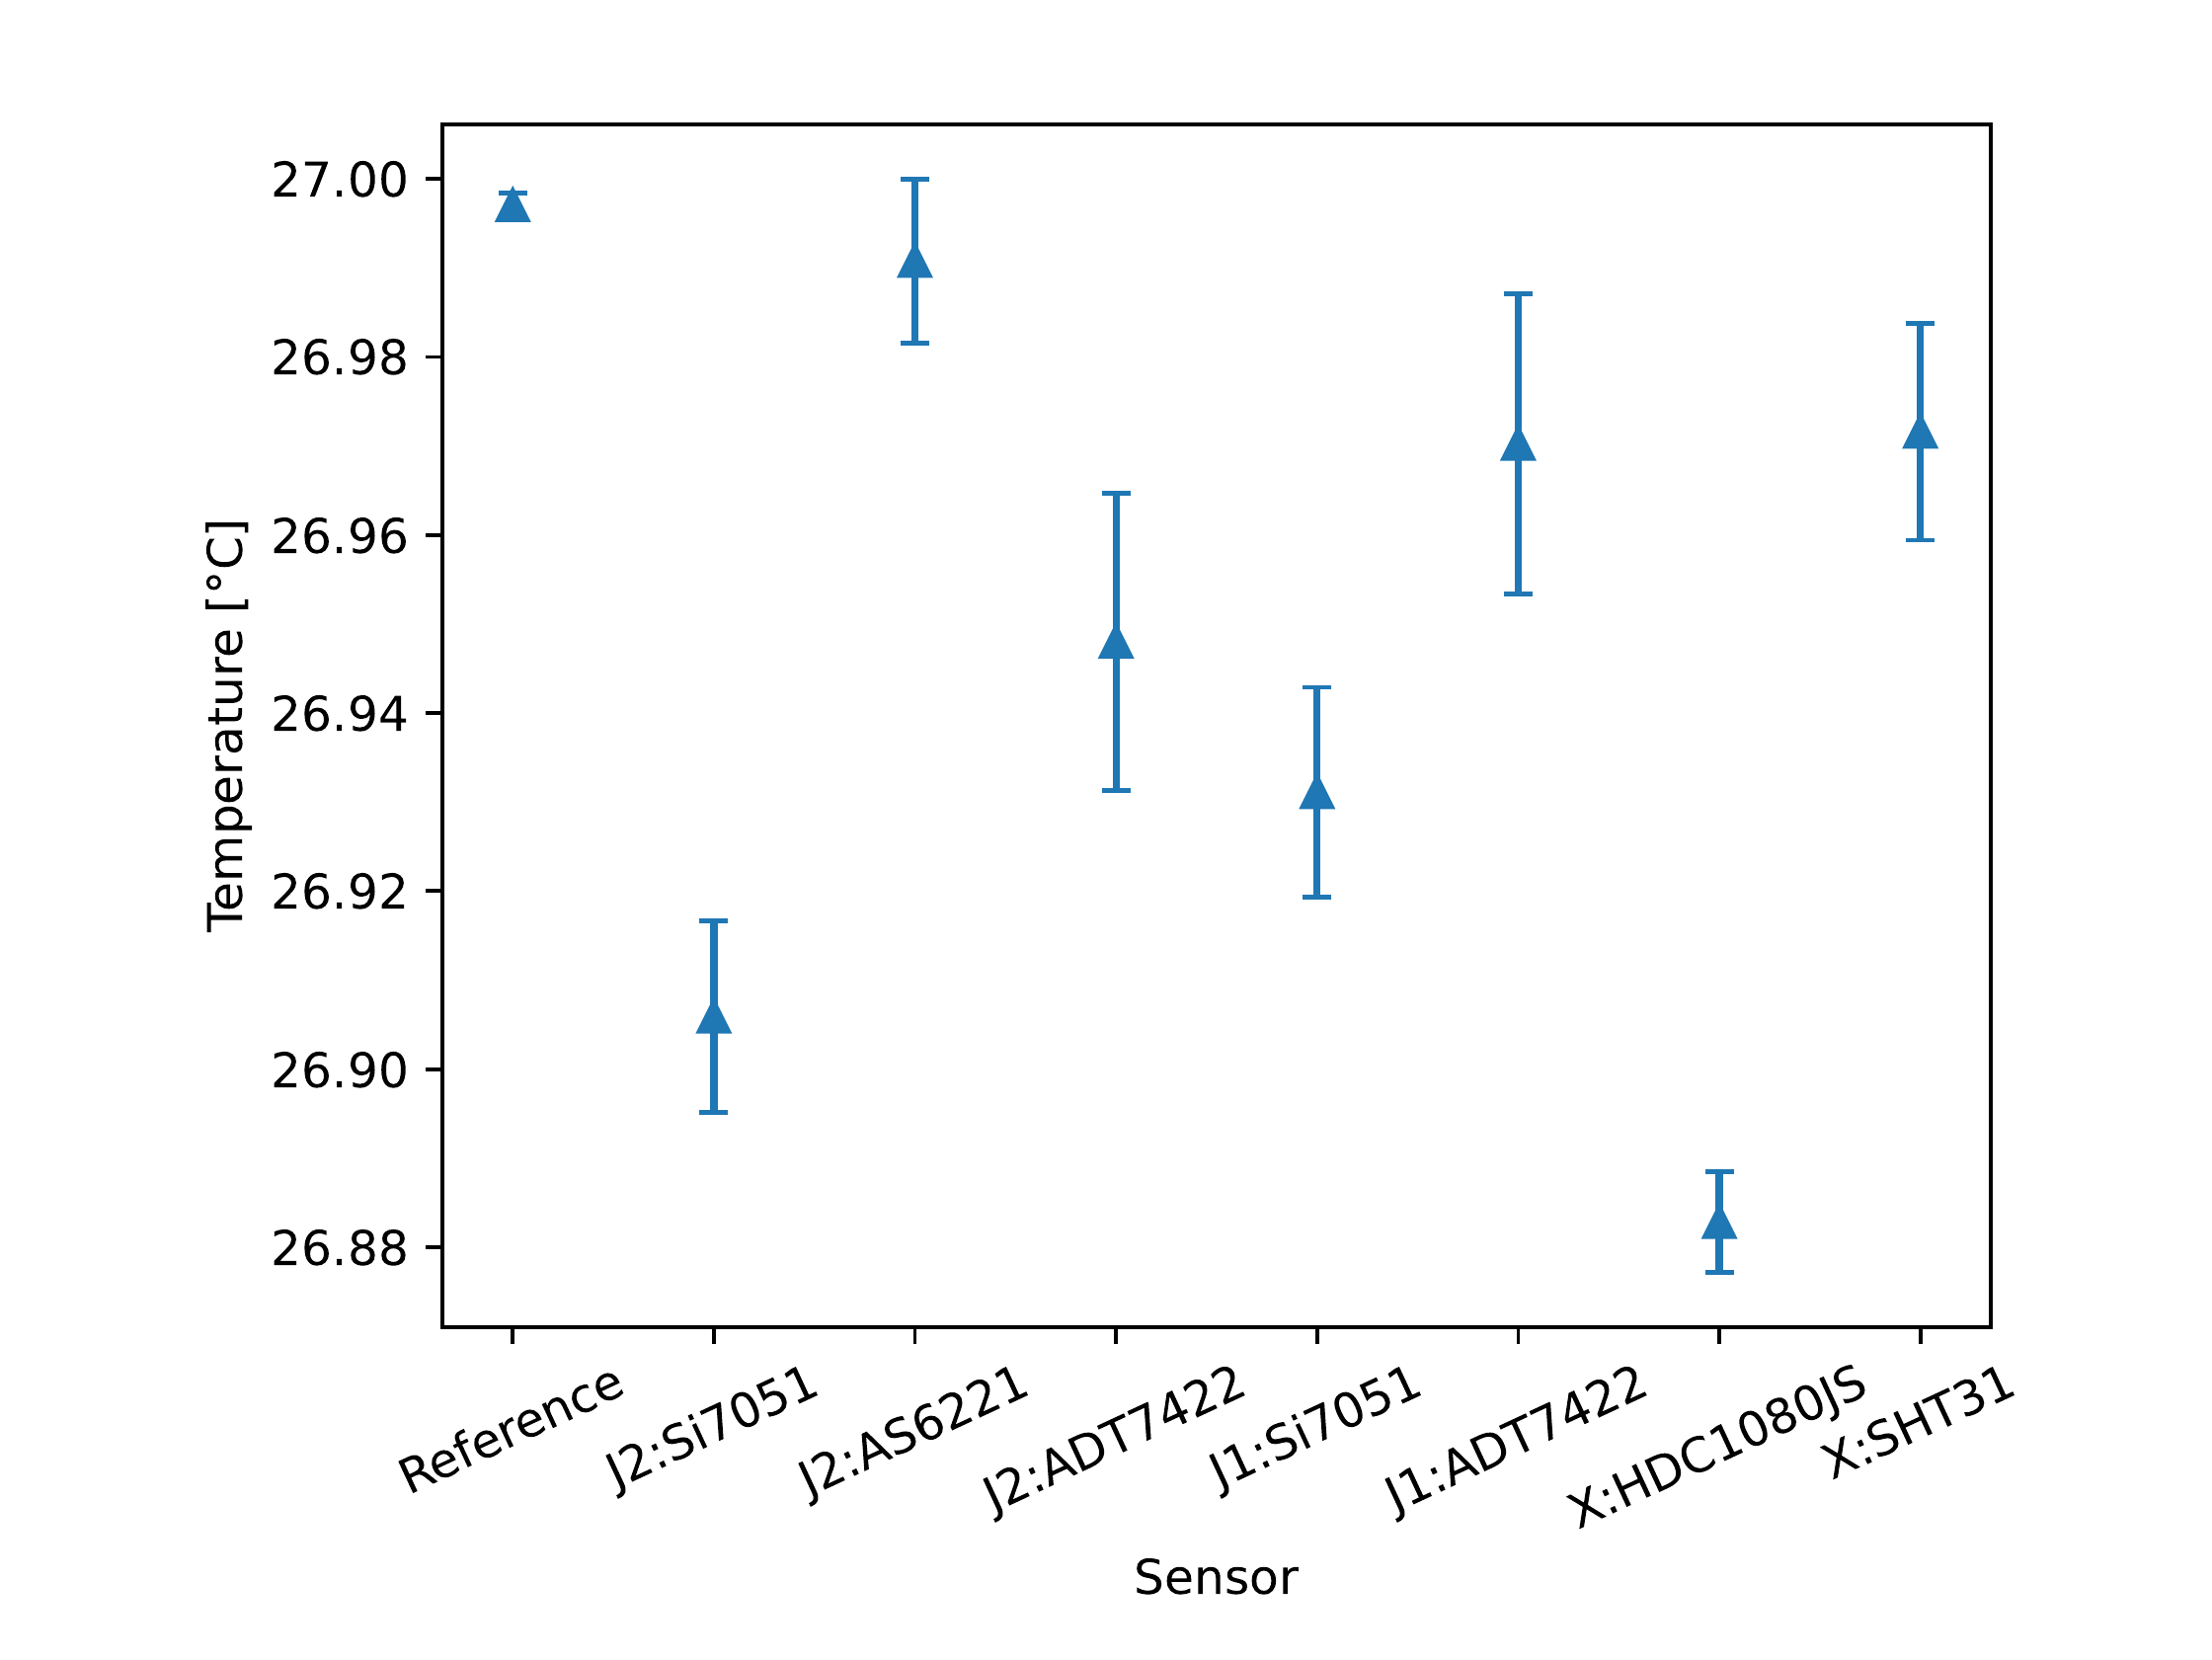 27.00
26.98
26.96
26.94
26.92
26.90
26.88
Temperature [°C]
Reference
J2:Si7051
J2:AS6221
J2:ADT7422
J1:Si7051
J1:ADT7422
X:HDC1080JS
X:SHT31
Sensor